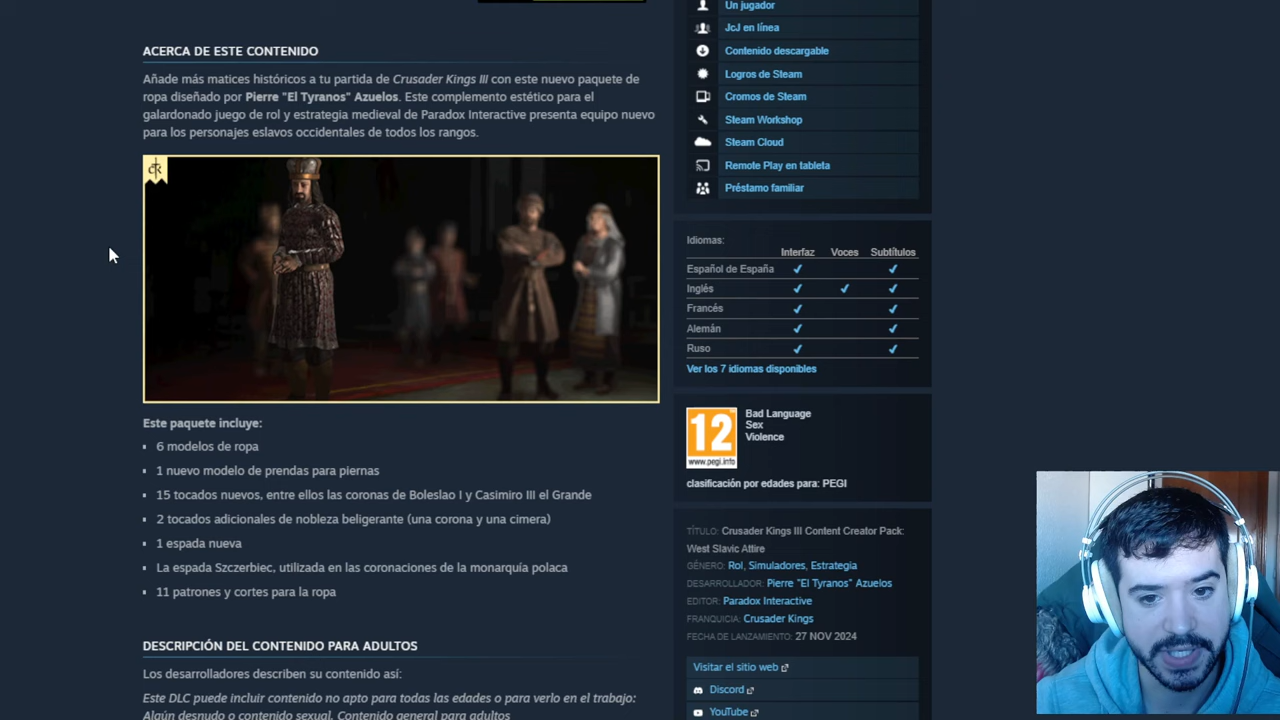 ACERCA DE ESTE CONTENIDO
Añade más matices históricos a tu partida de Crusader Kings III con este nuevo paquete de
ropa diseñado por Pierre "El Tyranos" Azuelos. Este complemento estético para el
galardonado juego de rol y estrategia medieval de Paradox Interactive presenta equipo nuevo
para los personajes eslavos occidentales de todos los rangos.
Este paquete incluye:
6 modelos de ropa
1 nuevo modelo de prendas para piernas
15 tocados nuevos, entre ellos las coronas de Boleslao I y Casimiro III el Grande
2 tocados adicionales de nobleza beligerante (una corona y una cimera)
1 espada nueva
La espada Szczerbiec, utilizada en las coronaciones de la monarquía polaca
11 patrones y cortes para la ropa
DESCRIPCIÓN DEL CONTENIDO PARA ADULTOS
Los desarrolladores describen su contenido así:
Este DLC puede incluir contenido no apto para todas las edades o para verlo en el trabajo:
Algún desnudo o contenido sexual, Contenido general para adultos
Un jugador
JcJ en línea
Contenido descargable
Logros de Steam
Cromos de Steam
Steam Workshop
Steam Cloud
Remote Play en tableta
Préstamo familiar
Idiomas:
Interfaz Voces Subtítulos
Español de España
Inglés
Francés
Alemán
Ruso
Ver los 7 idiomas disponibles
12
www.pegi.info
Bad Language
Sex
Violence
clasificación por edades para: PEGI
TÍTULO: Crusader Kings III Content Creator Pack:
West Slavic Attire
GÉNERO: Rol, Simuladores, Estrategia
DESARROLLADOR: Pierre "El Tyranos" Azuelos
EDITOR: Paradox Interactive
FRANQUICIA: Crusader Kings
FECHA DE LANZAMIENTO: 27 NOV 2024
Visitar el sitio web
Discord
YouTube